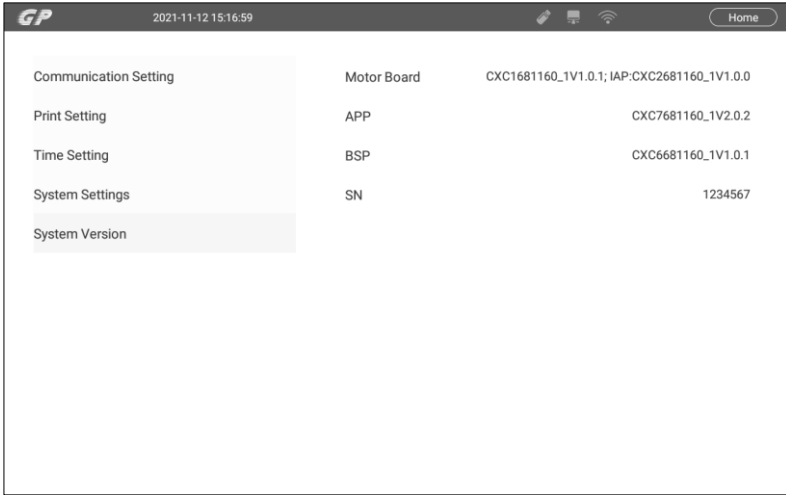 GP 2021-11-12 15:16:59 Home
Communication Setting
Print Setting
Time Setting
System Settings
System Version
Motor Board CXC1681160_1V1.0.1; IAP:CXC2681160_1V1.0.0
APP CXC7681160_1V2.0.2
BSP CXC6681160_1V1.0.1
SN 1234567